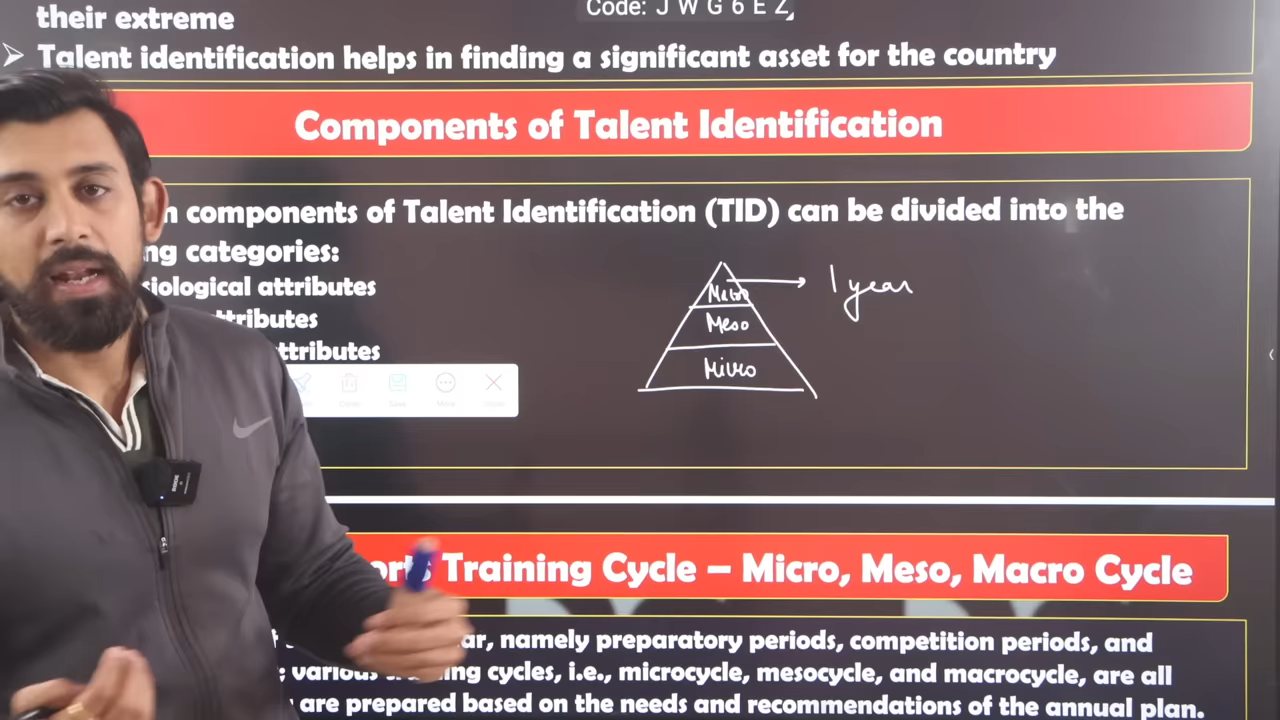 their extreme
Code: J W G 6 E Z
➢ Talent identification helps in finding a significant asset for the country
Components of Talent Identification
components of Talent Identification (TID) can be divided into the
categories:
attributes
attributes
attributes
Macro
→ 1 year
Meso
Micro
Training Cycle – Micro, Meso, Macro Cycle
namely preparatory periods, competition periods, and
various cycles, i.e., microcycle, mesocycle, and macrocycle, are all
are prepared based on the needs and recommendations of the annual plan.